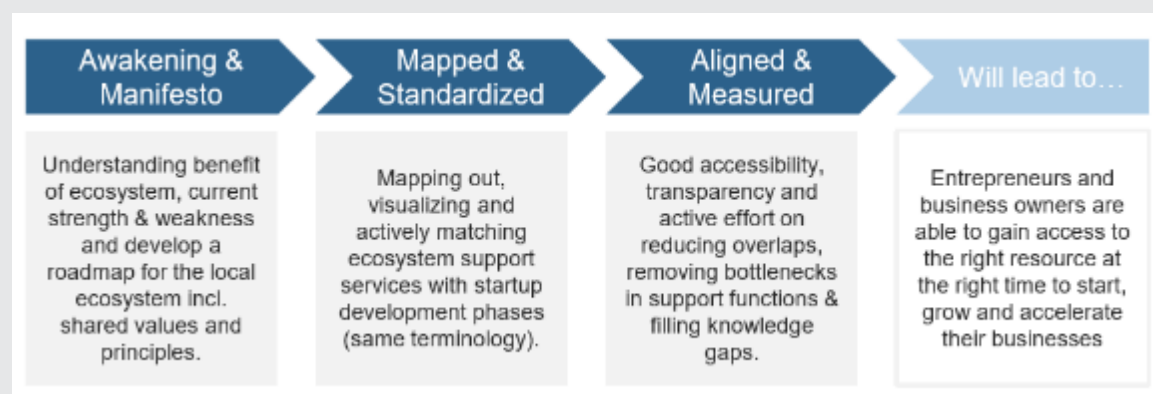 Awakening &
Manifesto
Mapped &
Standardized
Aligned &
Measured
Will lead to...
Understanding benefit
of ecosystem, current
strength & weakness
and develop a
roadmap for the local
ecosystem incl.
shared values and
principles.
Mapping out,
visualizing and
actively matching
ecosystem support
services with startup
development phases
(same terminology).
Good accessibility,
transparency and
active effort on
reducing overlaps,
removing bottlenecks
in support functions &
filling knowledge
gaps.
Entrepreneurs and
business owners are
able to gain access to
the right resource at
the right time to start,
grow and accelerate
their businesses